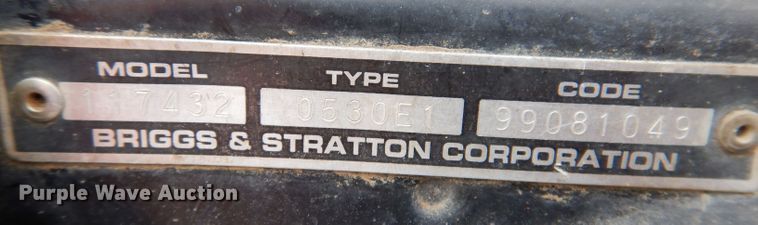 MODEL TYPE CODE
117432 0530E1 99081049
BRIGGS & STRATTON CORPORATION
Purple Wave Auction